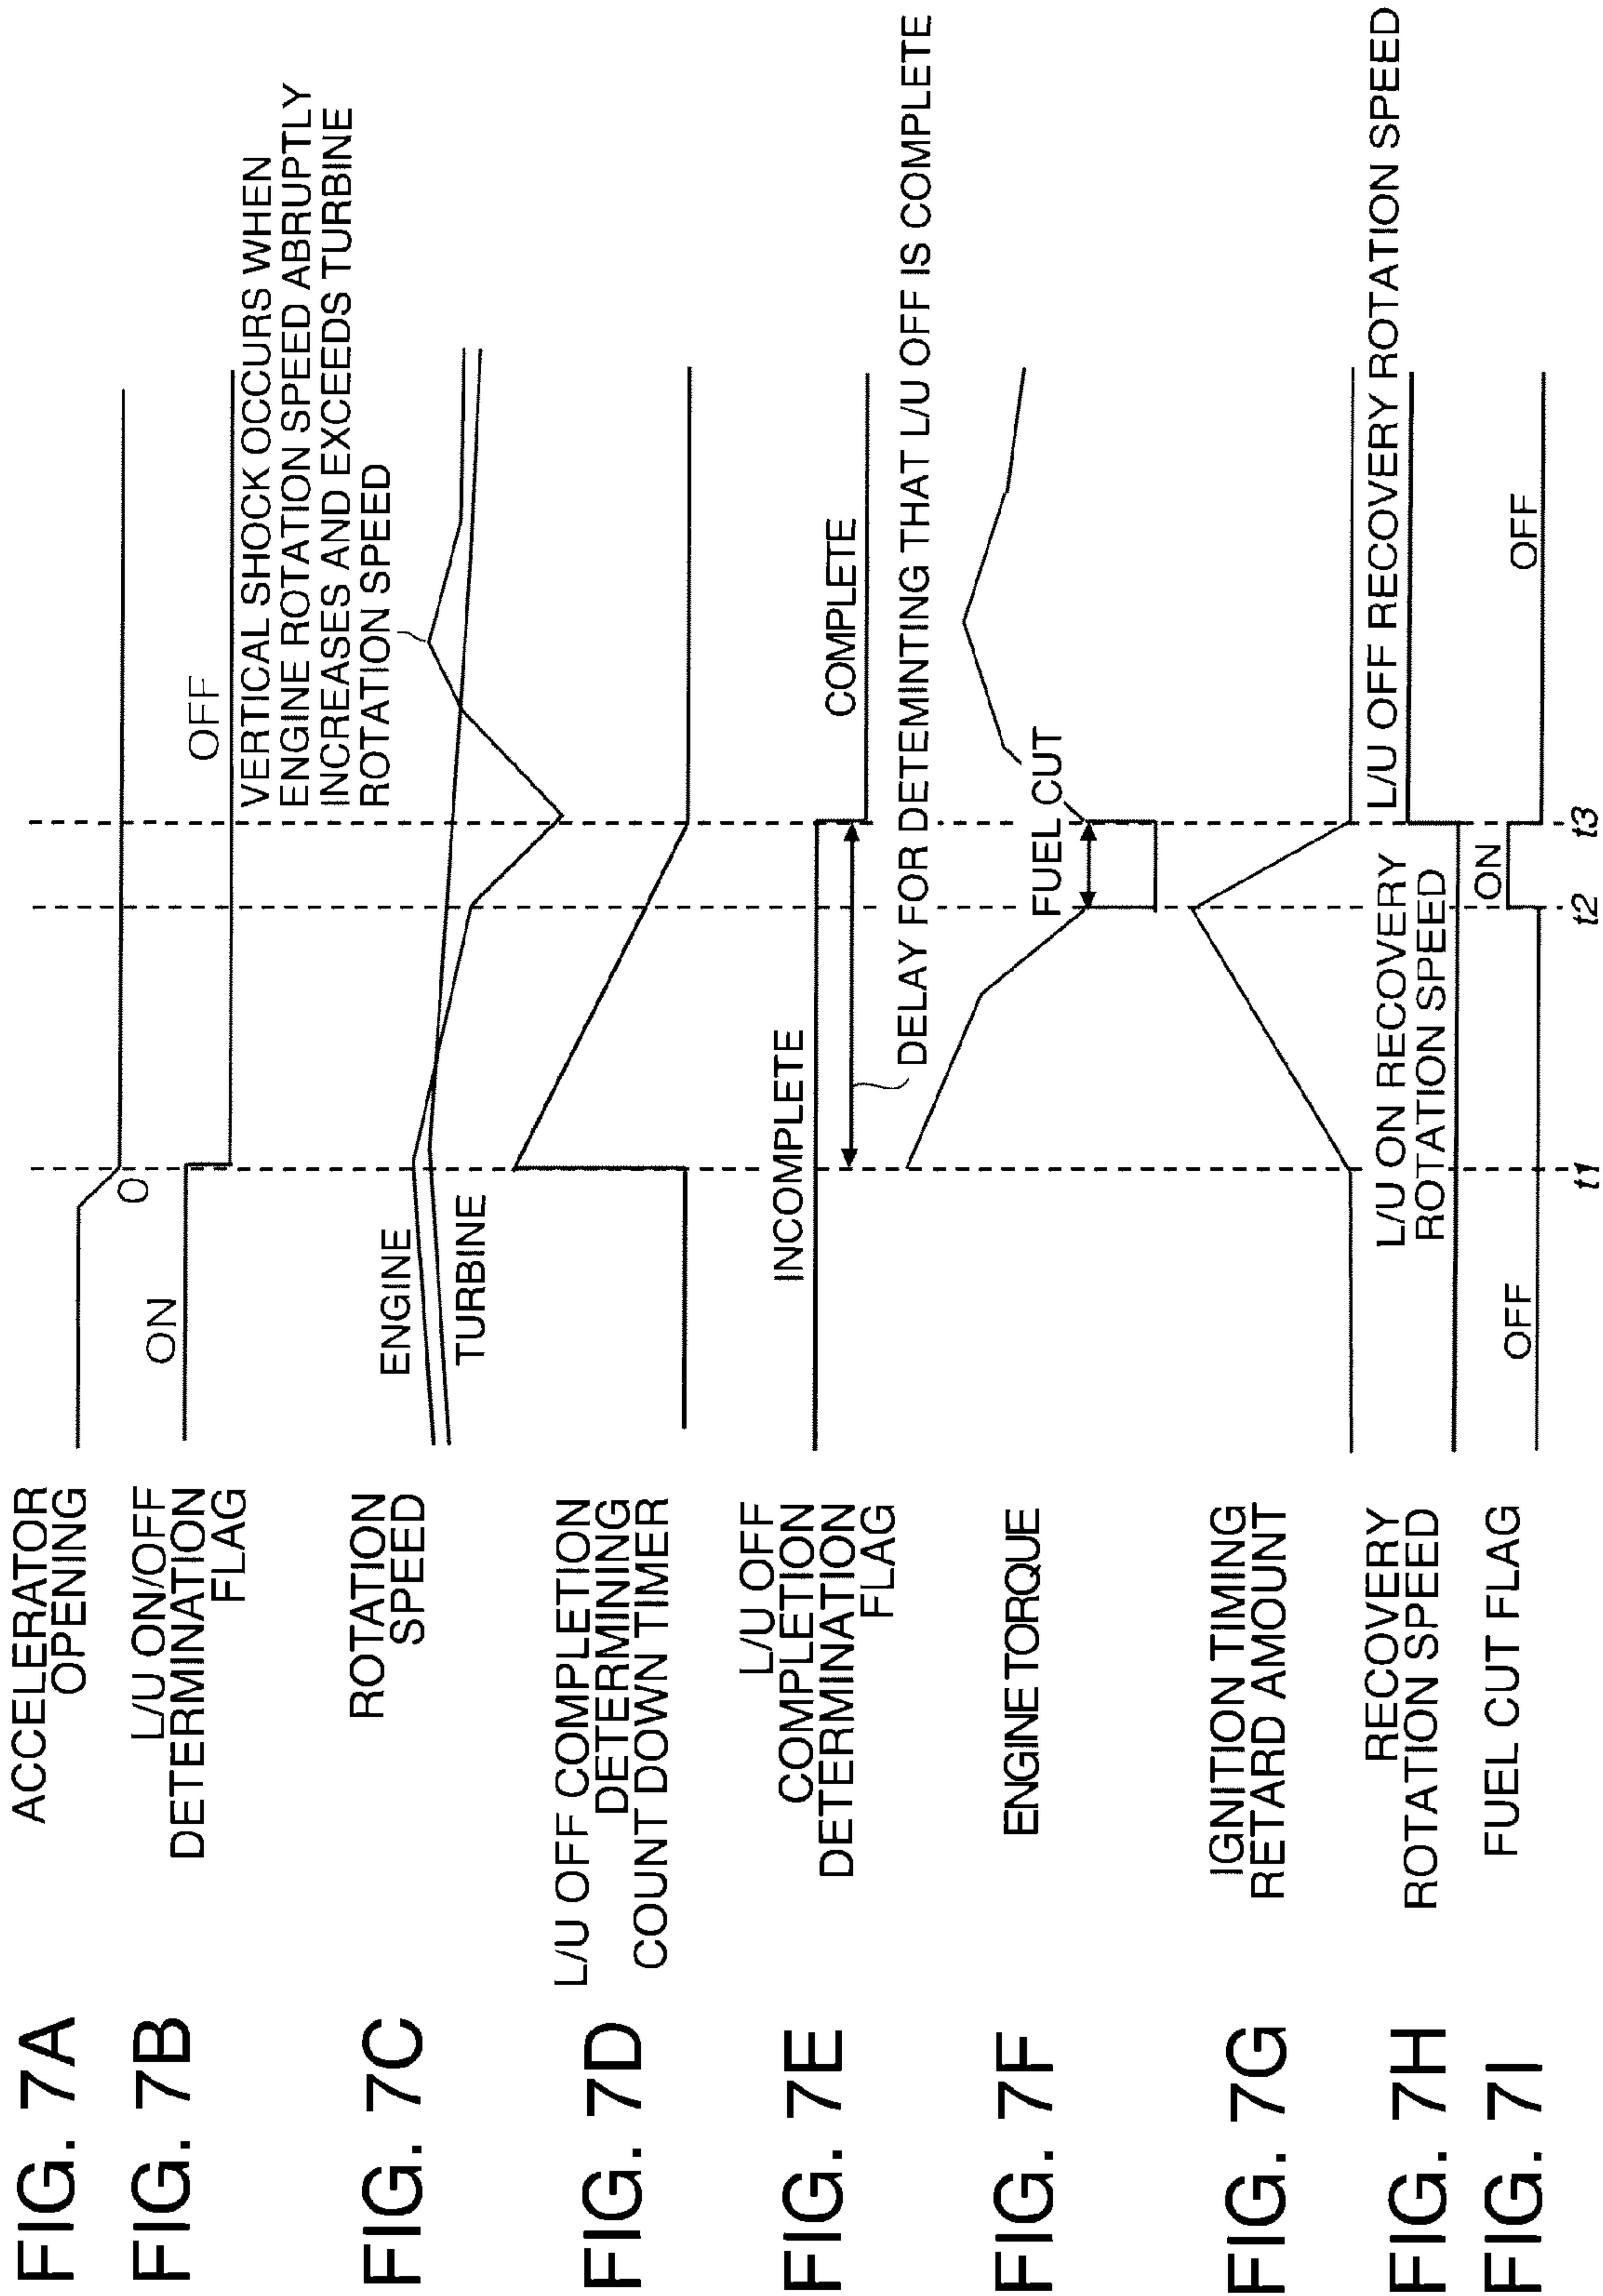 FIG. 7A
ACCELERATOR
OPENING
0
FIG. 7B
L/U ON/OFF
DETERMINATION
FLAG
ON
OFF
FIG. 7C
ROTATION
SPEED
ENGINE
TURBINE
VERTICAL SHOCK OCCURS WHEN
ENGINE ROTATION SPEED ABRUPTLY
INCREASES AND EXCEEDS TURBINE
ROTATION SPEED
FIG. 7D
L/U OFF COMPLETION
DETERMINING
COUNT DOWN TIMER
FIG. 7E
L/U OFF
COMPLETION
DETERMINATION
FLAG
INCOMPLETE
COMPLETE
DELAY FOR DETEMINTING THAT L/U OFF IS COMPLETE
FIG. 7F
ENGINE TORQUE
FUEL CUT
FIG. 7G
IGNITION TIMING
RETARD AMOUNT
FIG. 7H
RECOVERY
ROTATION SPEED
L/U ON RECOVERY
ROTATION SPEED
L/U OFF RECOVERY ROTATION SPEED
FIG. 7I
FUEL CUT FLAG
OFF
ON
OFF
t1
t2
t3